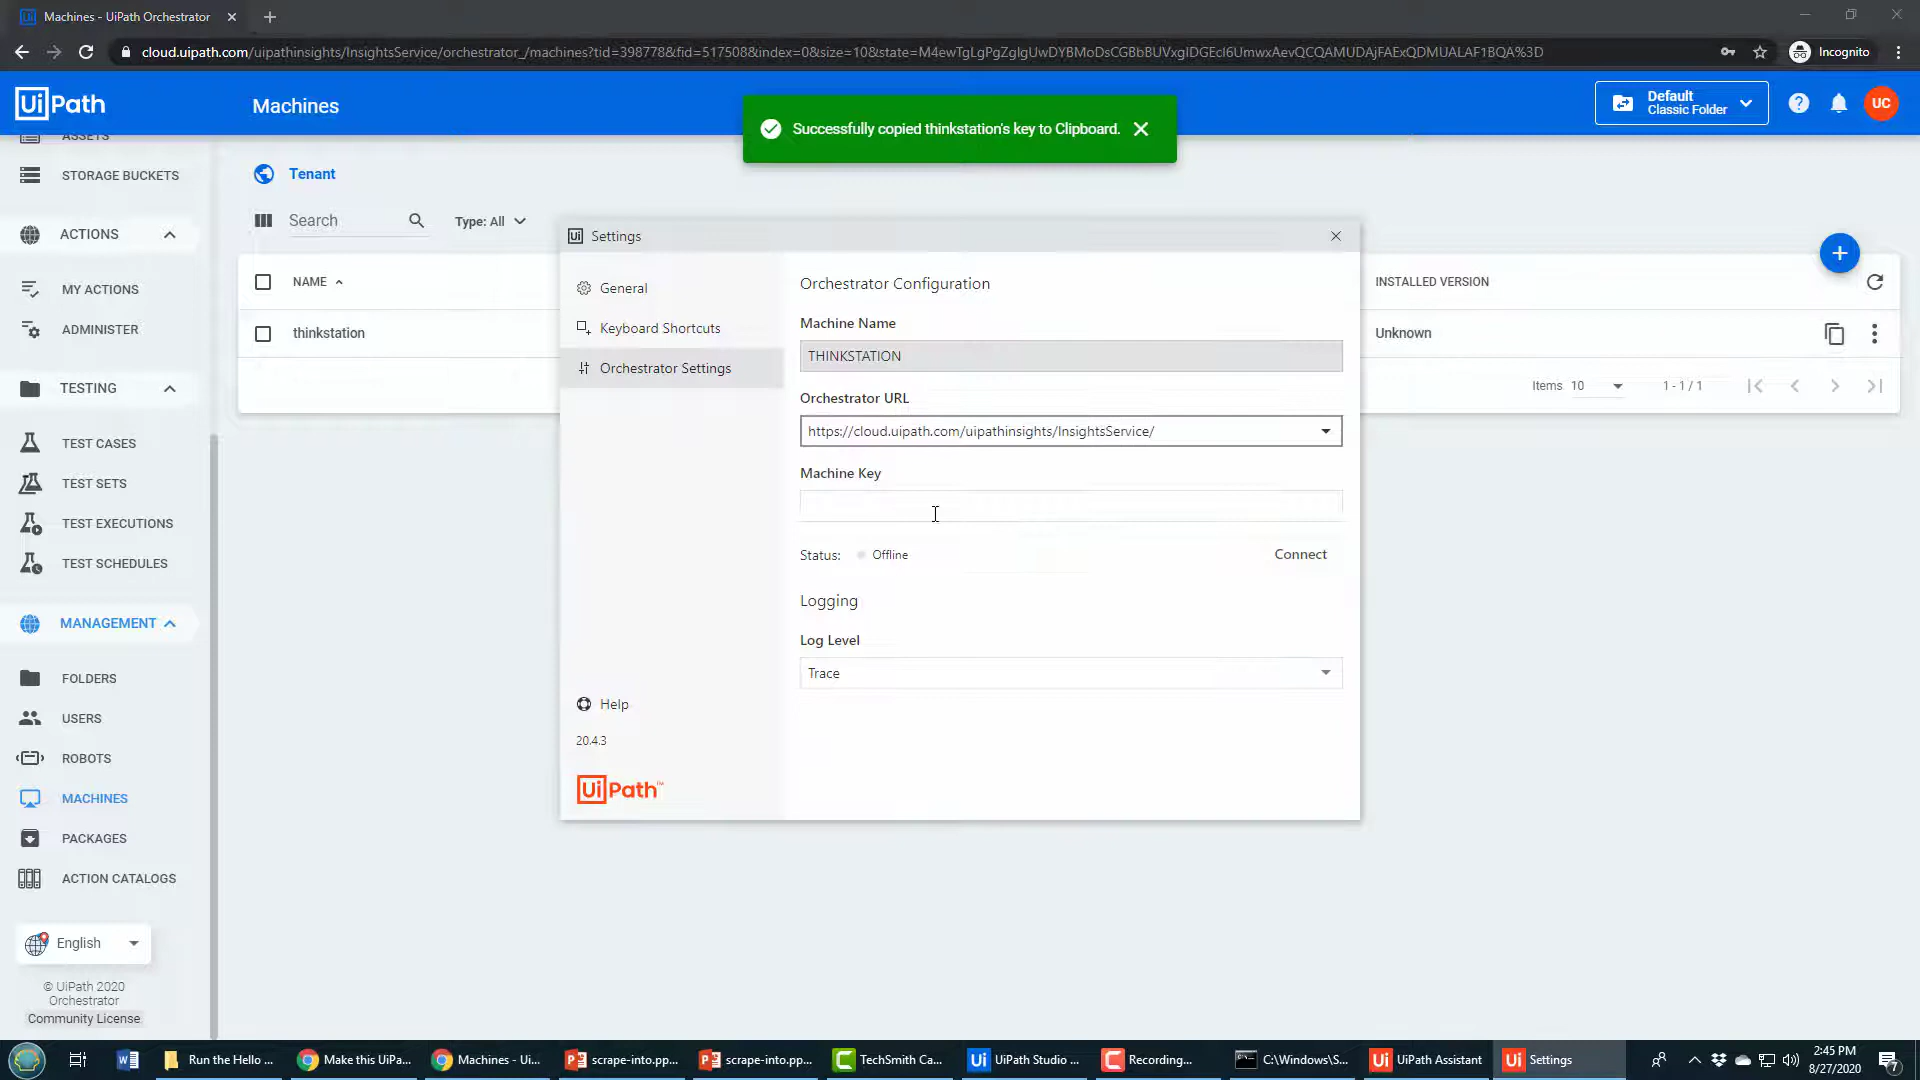 Machines - UiPath Orchestrator
cloud.uipath.com/uipathinsights/InsightsService/orchestrator_/machines?tid=398778&fid=517508&index=0&size=10&state=
Incognito
UiPath
Machines
Successfully copied thinkstation's key to Clipboard.
Default
Classic Folder
UC
ASSETS
STORAGE BUCKETS
ACTIONS
MY ACTIONS
ADMINISTER
TESTING
TEST CASES
TEST SETS
TEST EXECUTIONS
TEST SCHEDULES
MANAGEMENT
FOLDERS
USERS
ROBOTS
MACHINES
PACKAGES
ACTION CATALOGS
English
© UiPath 2020
Orchestrator
Community License
Tenant
Search
Type: All
NAME
INSTALLED VERSION
thinkstation
Unknown
Items 10
1 - 1 / 1
Ui Settings
General
Keyboard Shortcuts
Orchestrator Settings
Help
20.4.3
UiPath™
Orchestrator Configuration
Machine Name
THINKSTATION
Orchestrator URL
https://cloud.uipath.com/uipathinsights/InsightsService/
Machine Key
Status: Offline
Connect
Logging
Log Level
Trace
Run the Hello ...
Make this UiPa...
Machines - Ui...
scrape-into.pp...
scrape-into.pp...
TechSmith Ca...
UiPath Studio ...
Recording...
C:\Windows\S...
UiPath Assistant
Settings
2:45 PM
8/27/2020
7